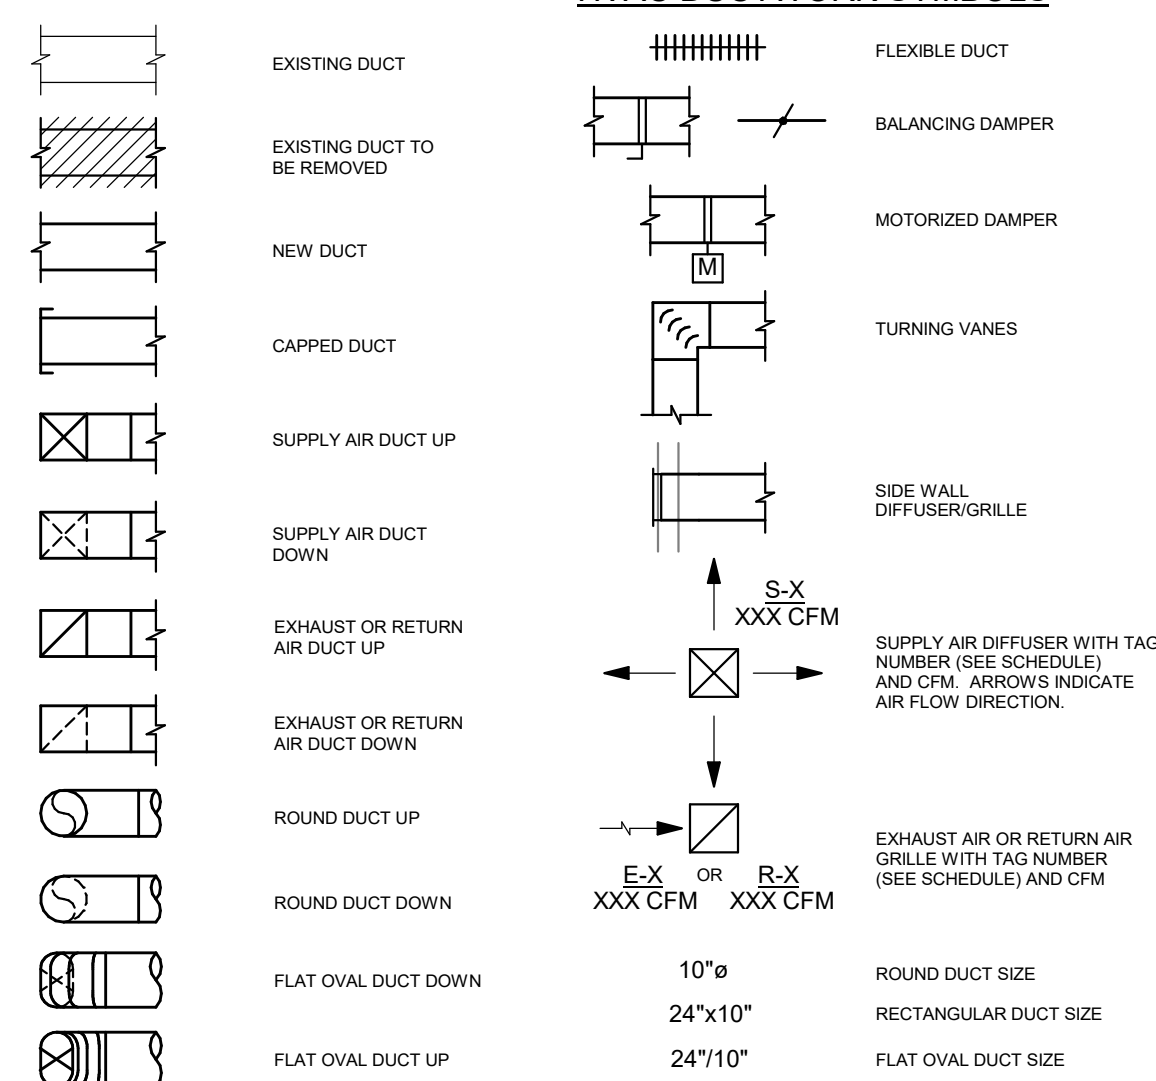 EXISTING DUCT
EXISTING DUCT TO
BE REMOVED
NEW DUCT
CAPPED DUCT
SUPPLY AIR DUCT UP
SUPPLY AIR DUCT
DOWN
EXHAUST OR RETURN
AIR DUCT UP
EXHAUST OR RETURN
AIR DUCT DOWN
ROUND DUCT UP
ROUND DUCT DOWN
FLAT OVAL DUCT DOWN
FLAT OVAL DUCT UP
FLEXIBLE DUCT
BALANCING DAMPER
M
MOTORIZED DAMPER
TURNING VANES
SIDE WALL
DIFFUSER/GRILLE
S-X
XXX CFM
SUPPLY AIR DIFFUSER WITH TAG
NUMBER (SEE SCHEDULE)
AND CFM. ARROWS INDICATE
AIR FLOW DIRECTION.
E-X OR R-X
XXX CFM XXX CFM
EXHAUST AIR OR RETURN AIR
GRILLE WITH TAG NUMBER
(SEE SCHEDULE) AND CFM
10"ø ROUND DUCT SIZE
24"x10" RECTANGULAR DUCT SIZE
24"/10" FLAT OVAL DUCT SIZE